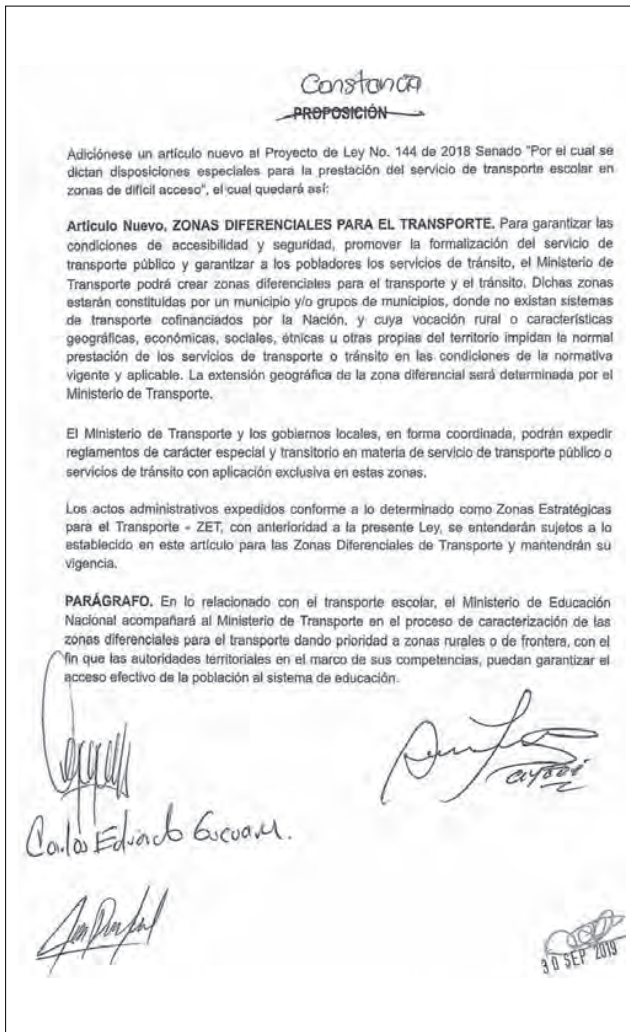 Constancia
PROPOSICIÓN
Adiciónese un artículo nuevo al Proyecto de Ley No. 144 de 2018 Senado "Por el cual se
dictan disposiciones especiales para la prestación del servicio de transporte escolar en
zonas de difícil acceso", el cual quedará así:
Artículo Nuevo. ZONAS DIFERENCIALES PARA EL TRANSPORTE. Para garantizar las
condiciones de accesibilidad y seguridad, promover la formalización del servicio de
transporte público y garantizar a los pobladores los servicios de tránsito, el Ministerio de
Transporte podrá crear zonas diferenciales para el transporte y el tránsito. Dichas zonas
estarán constituidas por un municipio y/o grupos de municipios, donde no existan sistemas
de transporte cofinanciados por la Nación, y cuya vocación rural o características
geográficas, económicas, sociales, étnicas u otras propias del territorio impidan la normal
prestación de los servicios de transporte o tránsito en las condiciones de la normativa
vigente y aplicable. La extensión geográfica de la zona diferencial será determinada por el
Ministerio de Transporte.
El Ministerio de Transporte y los gobiernos locales, en forma coordinada, podrán expedir
reglamentos de carácter especial y transitorio en materia de servicio de transporte público o
servicios de tránsito con aplicación exclusiva en estas zonas.
Los actos administrativos expedidos conforme a lo determinado como Zonas Estratégicas
para el Transporte - ZET, con anterioridad a la presente Ley, se entenderán sujetos a lo
establecido en este artículo para las Zonas Diferenciales de Transporte y mantendrán su
vigencia.
PARÁGRAFO. En lo relacionado con el transporte escolar, el Ministerio de Educación
Nacional acompañará al Ministerio de Transporte en el proceso de caracterización de las
zonas diferenciales para el transporte dando prioridad a zonas rurales o de frontera, con el
fin que las autoridades territoriales en el marco de sus competencias, puedan garantizar el
acceso efectivo de la población al sistema de educación.
Carlos Eduardo
30 SEP 2019